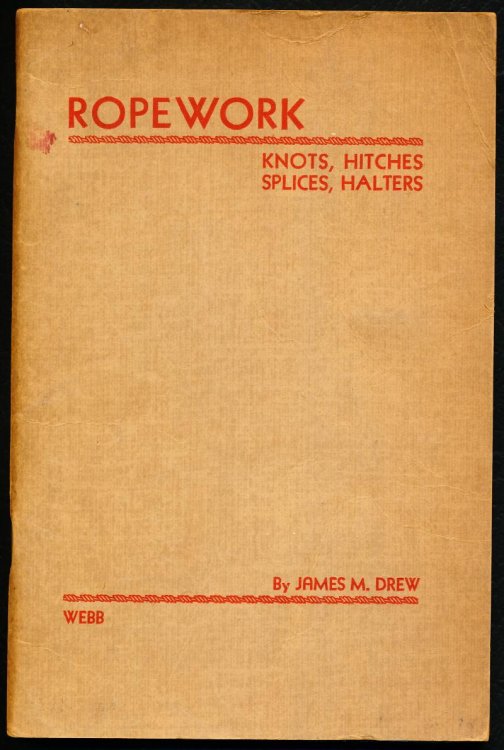 ROPEWORK
KNOTS, HITCHES
SPLICES, HALTERS
By JAMES M. DREW
WEBB